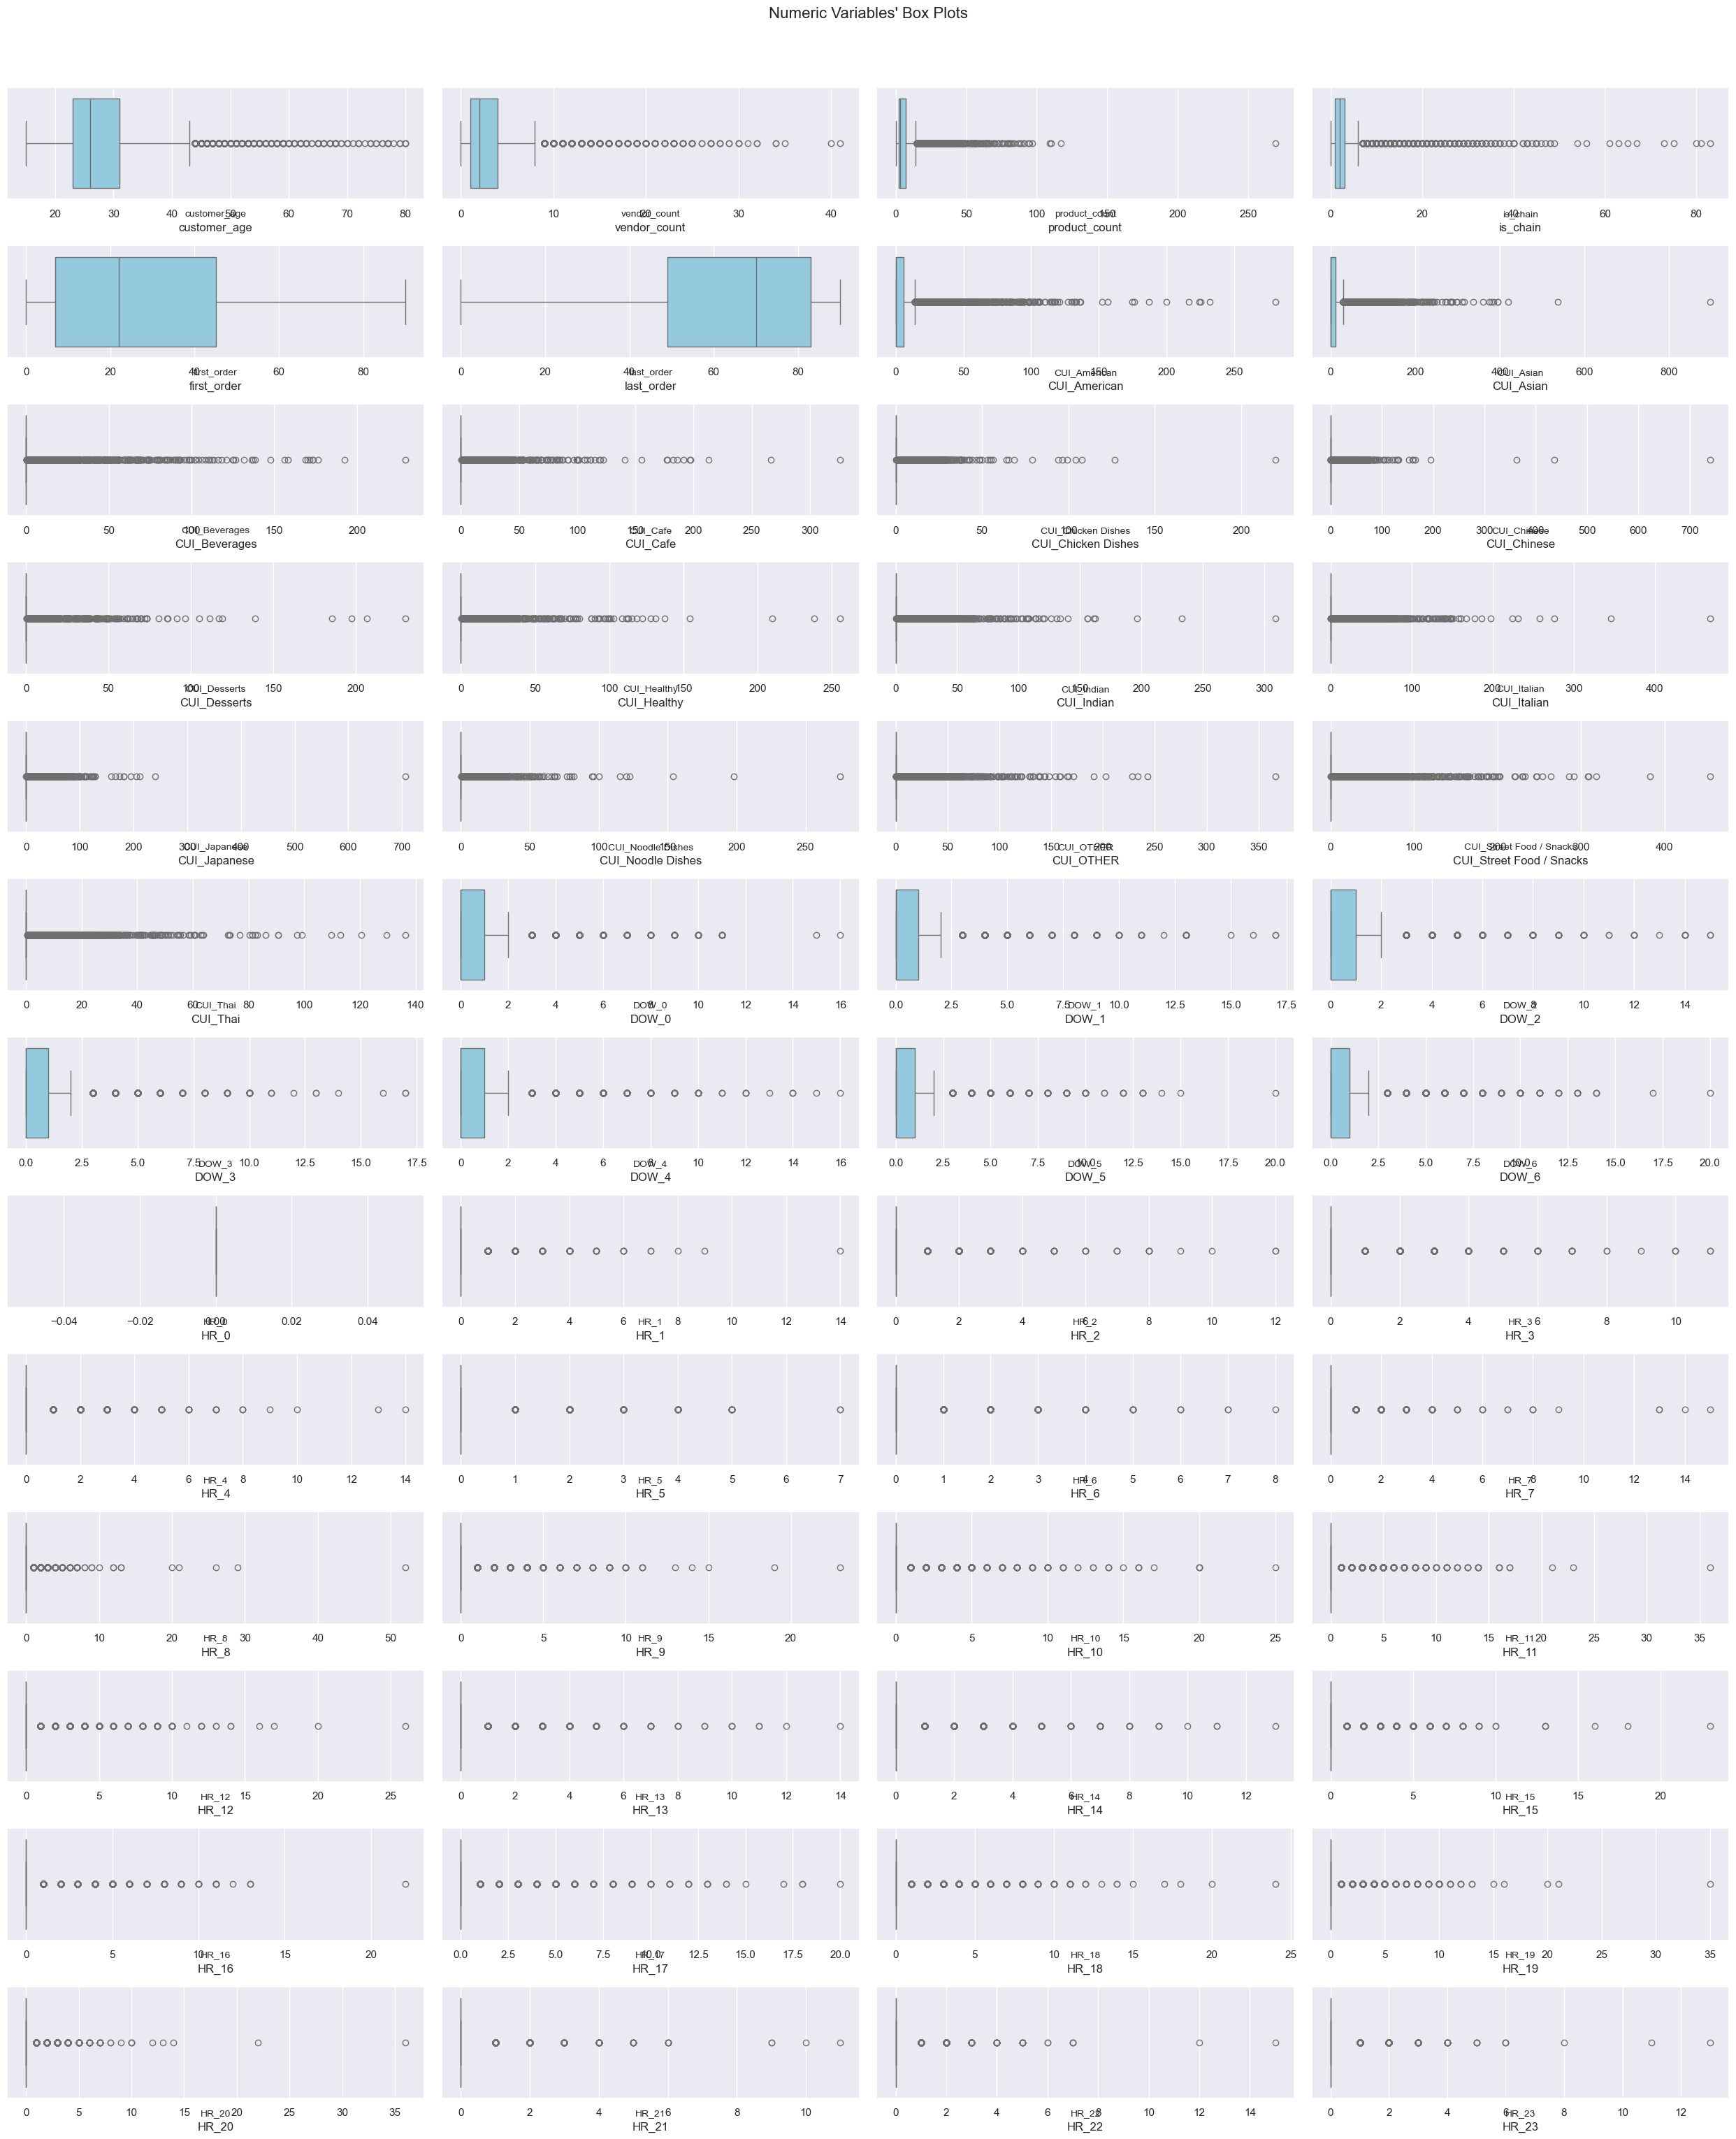 Numeric Variables' Box Plots
20 30 40 50 60 70 80
customer_age
customer_age
0 10 20 30 40
vendor_count
vendor_count
0 50 100 150 200 250
product_count
product_count
0 20 40 60 80
is_chain
is_chain
0 20 40 60 80
first_order
first_order
0 20 40 60 80
last_order
last_order
0 50 100 150 200 250
CUI_American
CUI_American
0 200 400 600 800
CUI_Asian
CUI_Asian
0 50 100 150 200
CUI_Beverages
CUI_Beverages
0 50 100 150 200 250 300
CUI_Cafe
CUI_Cafe
0 50 100 150 200
CUI_Chicken Dishes
CUI_Chicken Dishes
0 100 200 300 400 500 600 700
CUI_Chinese
CUI_Chinese
0 50 100 150 200
CUI_Desserts
CUI_Desserts
0 50 100 150 200 250
CUI_Healthy
CUI_Healthy
0 50 100 150 200 250 300
CUI_Indian
CUI_Indian
0 100 200 300 400
CUI_Italian
CUI_Italian
0 100 200 300 400 500 600 700
CUI_Japanese
CUI_Japanese
0 50 100 150 200 250
CUI_Noodle Dishes
CUI_Noodle Dishes
0 50 100 150 200 250 300 350
CUI_OTHER
CUI_OTHER
0 100 200 300 400
CUI_Street Food / Snacks
CUI_Street Food / Snacks
0 20 40 60 80 100 120 140
CUI_Thai
CUI_Thai
0 2 4 6 8 10 12 14 16
DOW_0
DOW_0
0.0 2.5 5.0 7.5 10.0 12.5 15.0 17.5
DOW_1
DOW_1
0 2 4 6 8 10 12 14
DOW_2
DOW_2
0.0 2.5 5.0 7.5 10.0 12.5 15.0 17.5
DOW_3
DOW_3
0 2 4 6 8 10 12 14 16
DOW_4
DOW_4
0.0 2.5 5.0 7.5 10.0 12.5 15.0 17.5 20.0
DOW_5
DOW_5
0.0 2.5 5.0 7.5 10.0 12.5 15.0 17.5 20.0
DOW_6
DOW_6
−0.04 −0.02 0.00 0.02 0.04
HR_0
HR_0
0 2 4 6 8 10 12 14
HR_1
HR_1
0 2 4 6 8 10 12
HR_2
HR_2
0 2 4 6 8 10
HR_3
HR_3
0 2 4 6 8 10 12 14
HR_4
HR_4
0 1 2 3 4 5 6 7
HR_5
HR_5
0 1 2 3 4 5 6 7 8
HR_6
HR_6
0 2 4 6 8 10 12 14
HR_7
HR_7
0 10 20 30 40 50
HR_8
HR_8
0 5 10 15 20
HR_9
HR_9
0 5 10 15 20 25
HR_10
HR_10
0 5 10 15 20 25 30 35
HR_11
HR_11
0 5 10 15 20 25
HR_12
HR_12
0 2 4 6 8 10 12 14
HR_13
HR_13
0 2 4 6 8 10 12
HR_14
HR_14
0 5 10 15 20
HR_15
HR_15
0 5 10 15 20
HR_16
HR_16
0.0 2.5 5.0 7.5 10.0 12.5 15.0 17.5 20.0
HR_17
HR_17
0 5 10 15 20 25
HR_18
HR_18
0 5 10 15 20 25 30 35
HR_19
HR_19
0 5 10 15 20 25 30 35
HR_20
HR_20
0 2 4 6 8 10
HR_21
HR_21
0 2 4 6 8 10 12 14
HR_22
HR_22
0 2 4 6 8 10 12
HR_23
HR_23